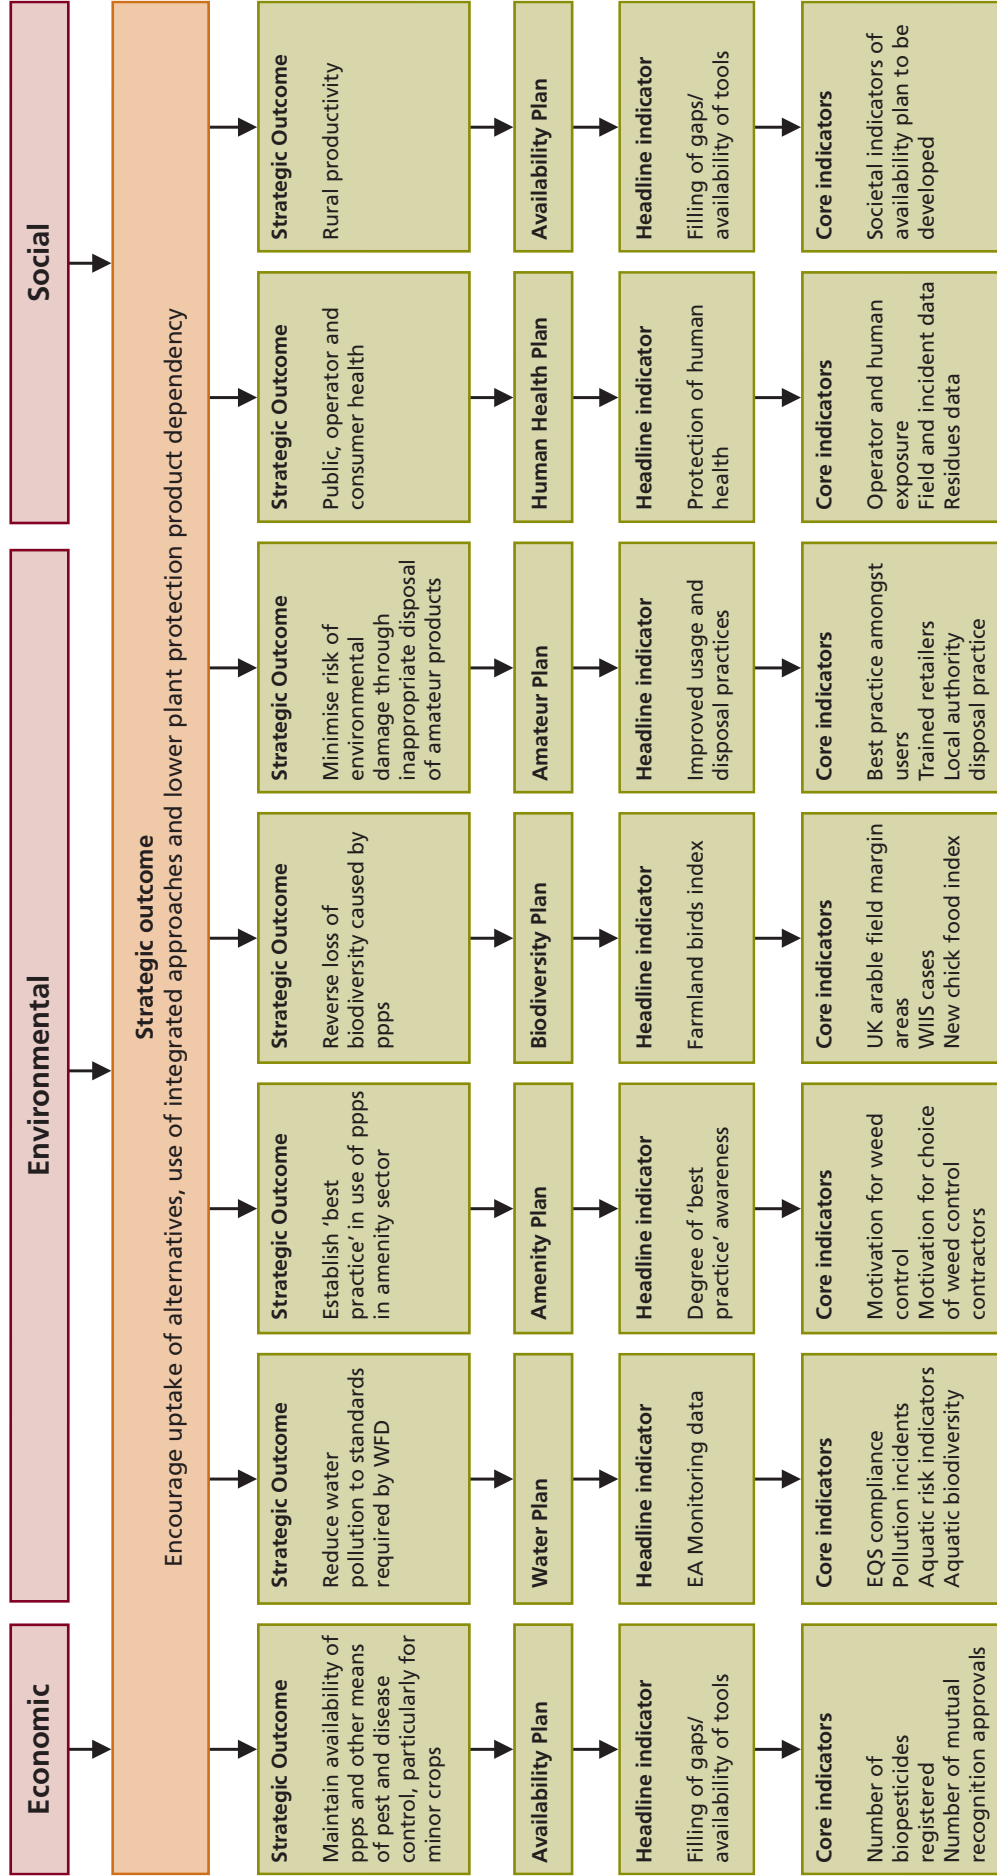 Economic
Environmental
Social
Strategic outcome
Encourage uptake of alternatives, use of integrated approaches and lower plant protection product dependency
Strategic Outcome
Maintain availability of
ppps and other means
of pest and disease
control, particularly for
minor crops
Availability Plan
Headline indicator
Filling of gaps/
availability of tools
Core indicators
Number of
biopesticides
registered
Number of mutual
recognition approvals
Strategic Outcome
Reduce water
pollution to standards
required by WFD
Water Plan
Headline indicator
EA Monitoring data
Core indicators
EQS compliance
Pollution incidents
Aquatic risk indicators
Aquatic biodiversity
Strategic Outcome
Establish ‘best
practice’ in use of ppps
in amenity sector
Amenity Plan
Headline indicator
Degree of ‘best
practice’ awareness
Core indicators
Motivation for weed
control
Motivation for choice
of weed control
contractors
Strategic Outcome
Reverse loss of
biodiversity caused by
ppps
Biodiversity Plan
Headline indicator
Farmland birds index
Core indicators
UK arable field margin
areas
WIIS cases
New chick food index
Strategic Outcome
Minimise risk of
environmental
damage through
inappropriate disposal
of amateur products
Amateur Plan
Headline indicator
Improved usage and
disposal practices
Core indicators
Best practice amongst
users
Trained retailers
Local authority
disposal practice
Strategic Outcome
Public, operator and
consumer health
Human Health Plan
Headline indicator
Protection of human
health
Core indicators
Operator and human
exposure
Field and incident data
Residues data
Strategic Outcome
Rural productivity
Availability Plan
Headline indicator
Filling of gaps/
availability of tools
Core indicators
Societal indicators of
availability plan to be
developed